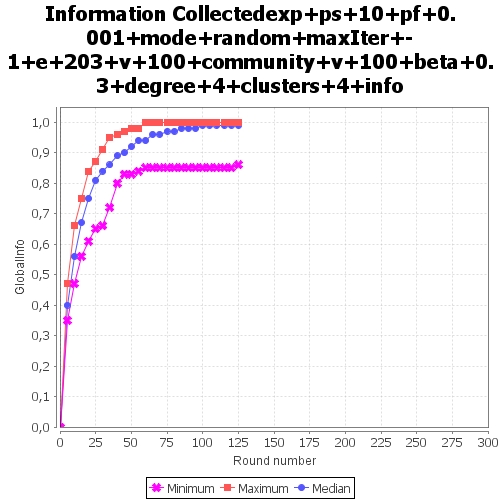 Information Collectedexp+ps+10+pf+0.
001+mode+random+maxIter+-
1+e+203+v+100+community+v+100+beta+0.
3+degree+4+clusters+4+info
1,0
0,9
0,8
0,7
0,6
0,5
0,4
0,3
0,2
0,1
0,0
GlobalInfo
0 25 50 75 100 125 150 175 200 225 250 275 300
Round number
Minimum Maximum Median